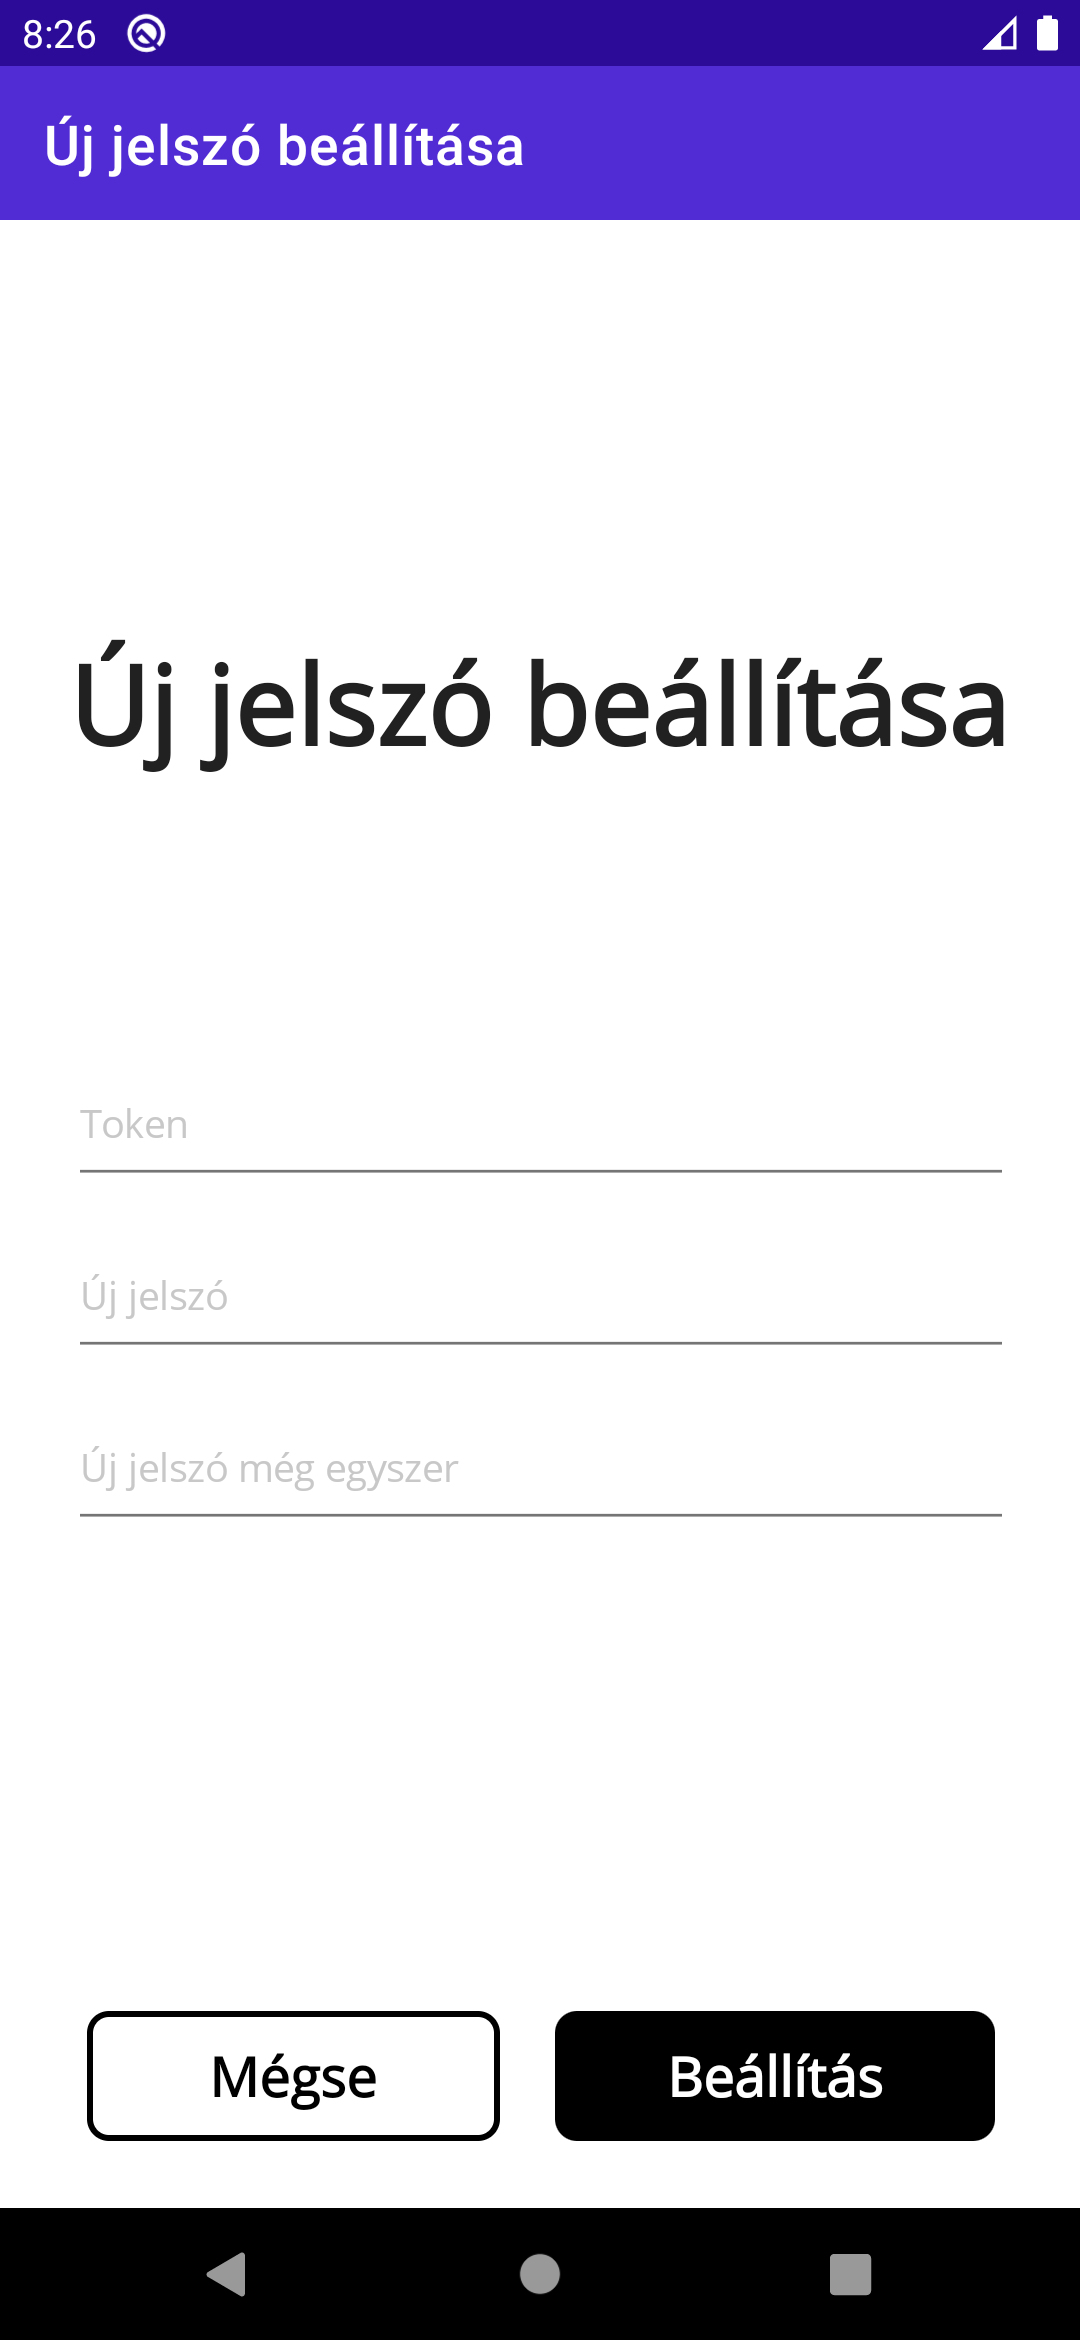 8:26
Új jelszó beállítása
Új jelszó beállítása
Token
Új jelszó
Új jelszó még egyszer
Mégse
Beállítás